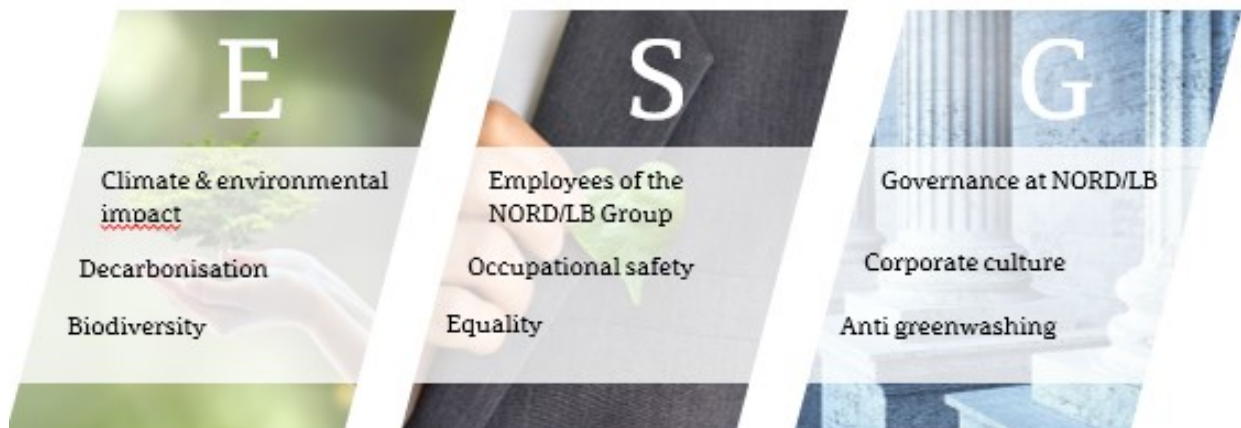 E
Climate & environmental
impact
Decarbonisation
Biodiversity
S
Employees of the
NORD/LB Group
Occupational safety
Equality
G
Governance at NORD/LB
Corporate culture
Anti greenwashing